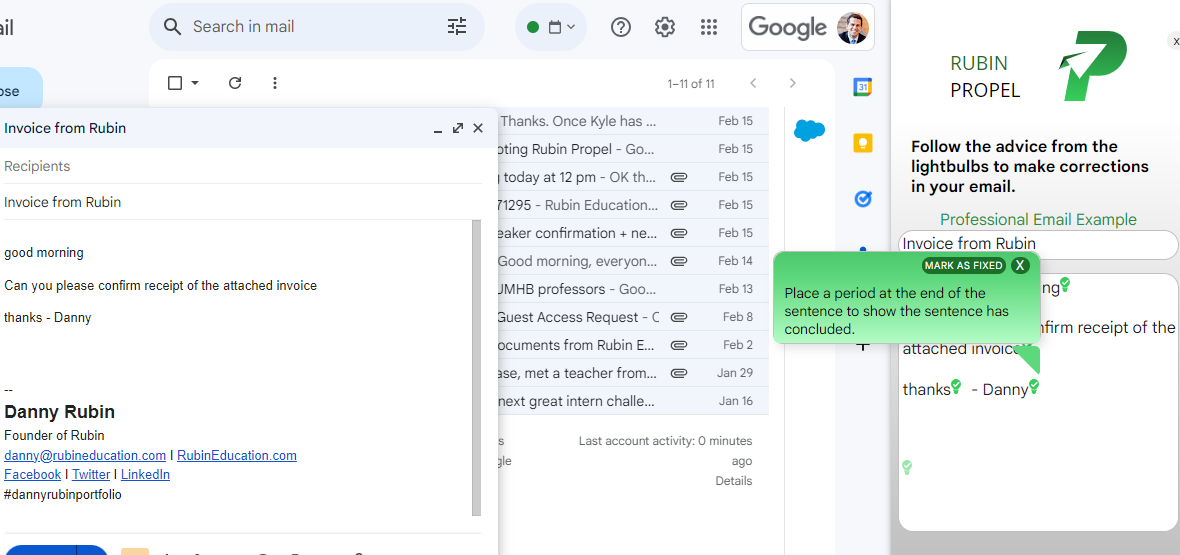 ail
Search in mail
Google
ose
1–11 of 11
31
Invoice from Rubin
Recipients
Invoice from Rubin
good morning
Can you please confirm receipt of the attached invoice
thanks - Danny
--
Danny Rubin
Founder of Rubin
danny@rubineducation.com I RubinEducation.com
Facebook I Twitter I LinkedIn
#dannyrubinportfolio
Thanks. Once Kyle has ... Feb 15
oting Rubin Propel - Go... Feb 15
today at 12 pm - OK th... Feb 15
71295 - Rubin Education... Feb 15
eaker confirmation + ne... Feb 15
Good morning, everyon... Feb 14
UMHB professors - Goo... Feb 13
Guest Access Request - Feb 8
ocuments from Rubin E... Feb 2
ase, met a teacher from... Jan 29
next great intern challe... Jan 16
Last account activity: 0 minutes
ago
Details
gle
x
RUBIN
PROPEL
Follow the advice from the
lightbulbs to make corrections
in your email.
Professional Email Example
Invoice from Rubin
MARK AS FIXED X
Place a period at the end of the
sentence to show the sentence has
concluded.
ng
nfirm receipt of the
attached invoice
thanks - Danny